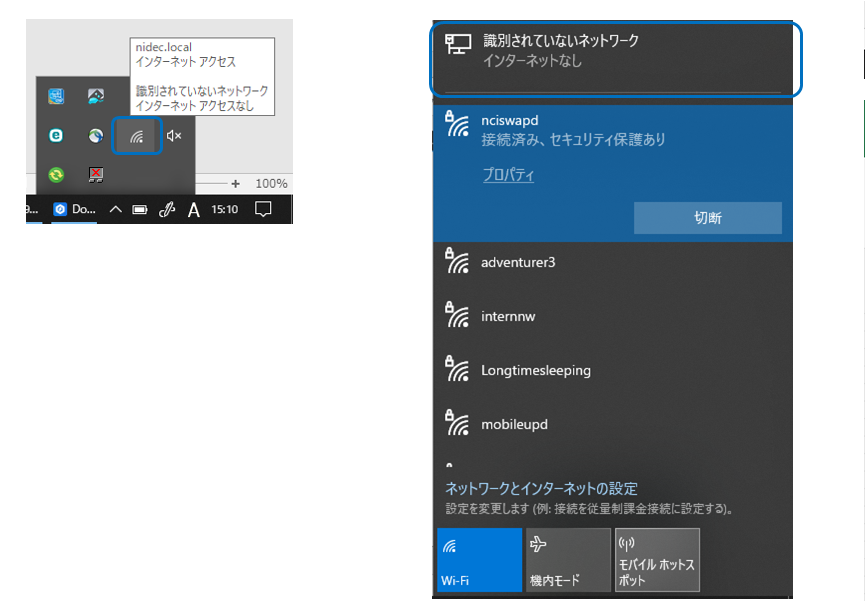 nidec.local
インターネット アクセス
識別されていないネットワーク
インターネット アクセスなし
100%
Do...
A
15:10
識別されていないネットワーク
インターネットなし
nciswapd
接続済み、セキュリティ保護あり
プロパティ
切断
adventurer3
internnw
Longtimesleeping
mobileupd
ネットワークとインターネットの設定
設定を変更します (例: 接続を従量制課金接続に設定する)。
Wi-Fi
機内モード
モバイル ホットス
ポット